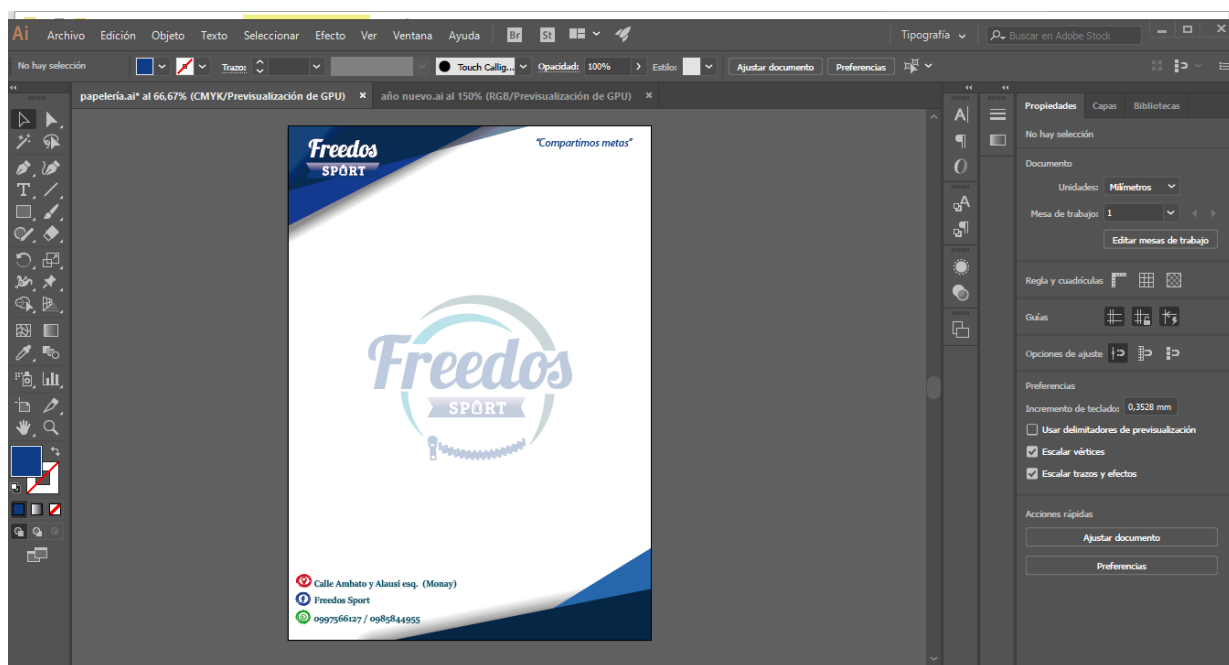 Ai Archivo Edición Objeto Texto Seleccionar Efecto Ver Ventana Ayuda Br St Tipografía Buscar en Adobe Stock
No hay selección Trazo: Touch Callig... Opacidad: 100% Estilo: Ajustar documento Preferencias
papelería.ai* al 66,67% (CMYK/Previsualización de GPU) × año nuevo.ai al 150% (RGB/Previsualización de GPU) ×
Freedos
SPORT
"Compartimos metas"
Freedos
SPORT
Calle Ambato y Alausí esq. (Monay)
Freedos Sport
0997566127 / 0985844955
Propiedades Capas Bibliotecas
No hay selección
Documento
Unidades: Milímetros
Mesa de trabajo: 1
Editar mesas de trabajo
Regla y cuadrículas
Guías
Opciones de ajuste
Preferencias
Incremento de teclado: 0,3528 mm
Usar delimitadores de previsualización
Escalar vértices
Escalar trazos y efectos
Acciones rápidas
Ajustar documento
Preferencias